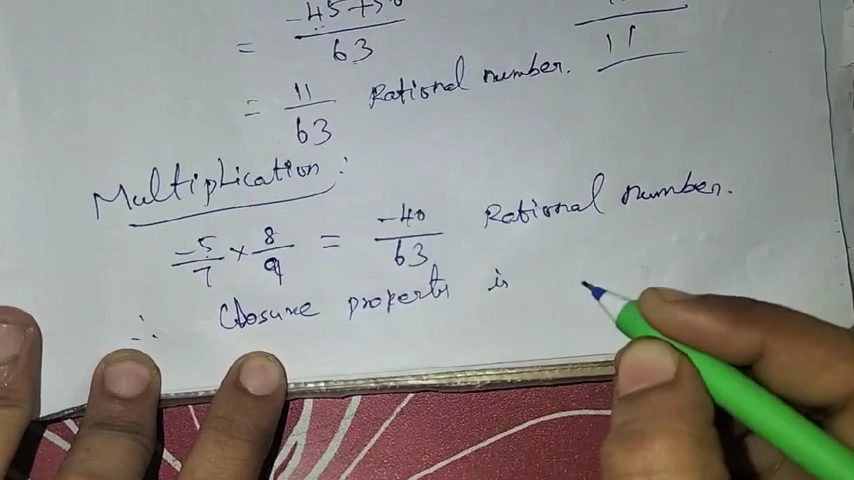 = -45+56/63
11
= 11/63 Rational number.
Multiplication :
-5/7 × 8/9 = -40/63 Rational number.
∴ Closure property is